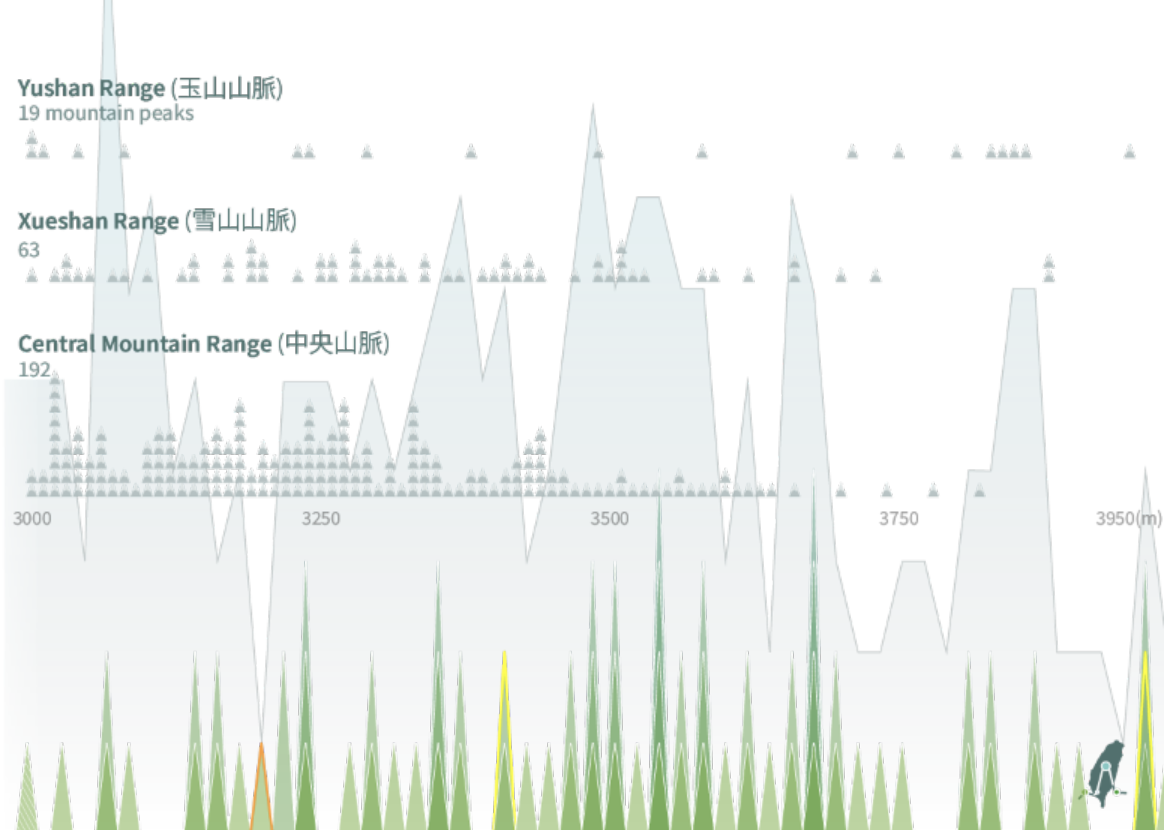 Yushan Range (玉山山脈)
19 mountain peaks
Xueshan Range (雪山山脈)
63
Central Mountain Range (中央山脈)
192
3000 3250 3500 3750 3950(m)